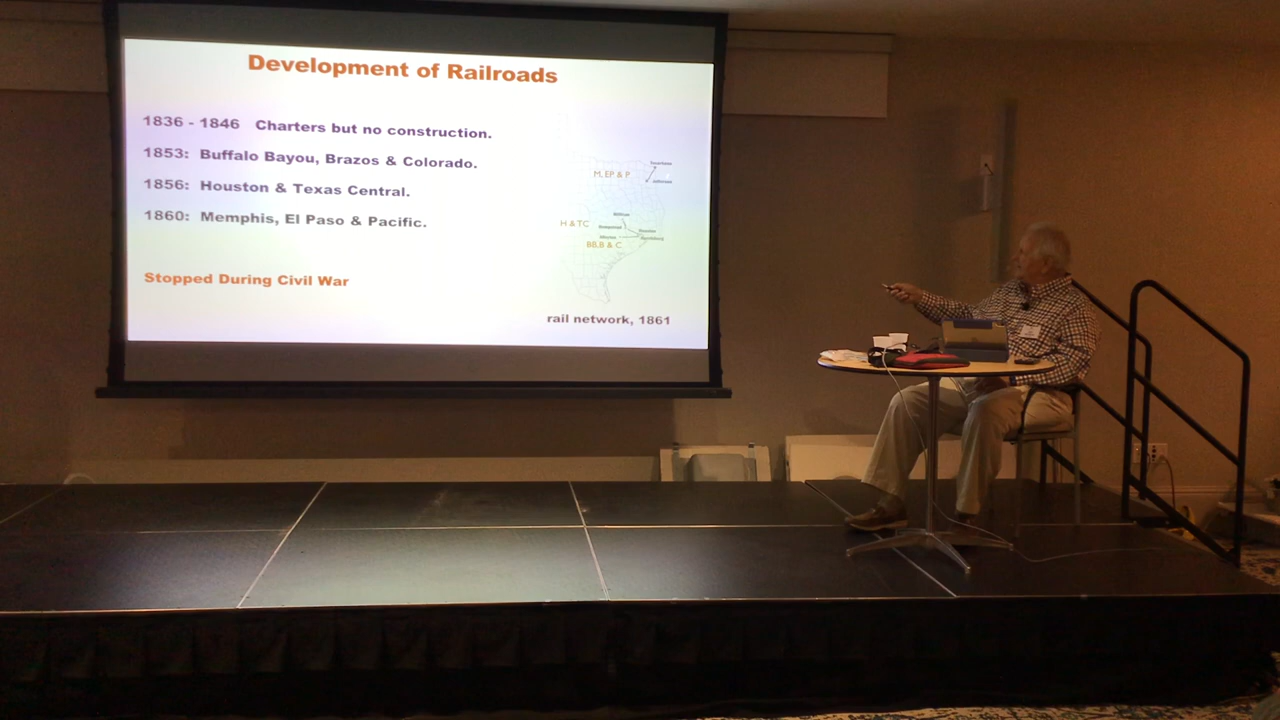 Development of Railroads
1836 - 1846 Charters but no construction.
1853: Buffalo Bayou, Brazos & Colorado.
1856: Houston & Texas Central.
1860: Memphis, El Paso & Pacific.
Stopped During Civil War
M, EP & P
H & TC
BB,B & C
rail network, 1861